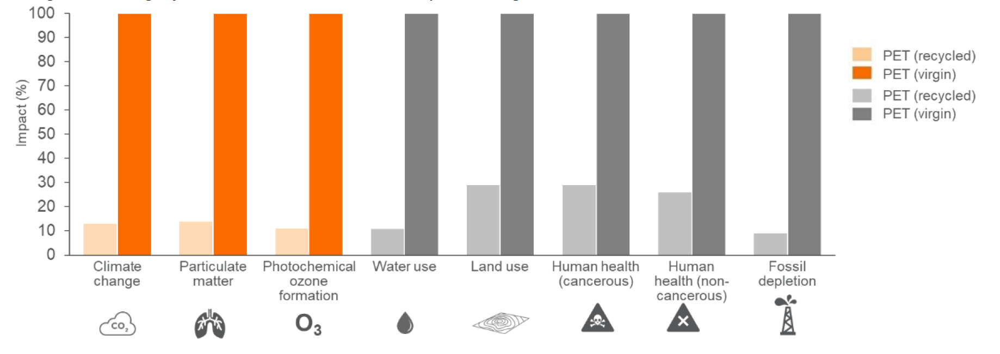 100
90
80
70
60
50
40
30
20
10
0
Impact (%)
PET (recycled)
PET (virgin)
PET (recycled)
PET (virgin)
Climate
change
Particulate
matter
Photochemical
ozone
formation
Water use
Land use
Human health
(cancerous)
Human
health (non-
cancerous)
Fossil
depletion
CO2
O3